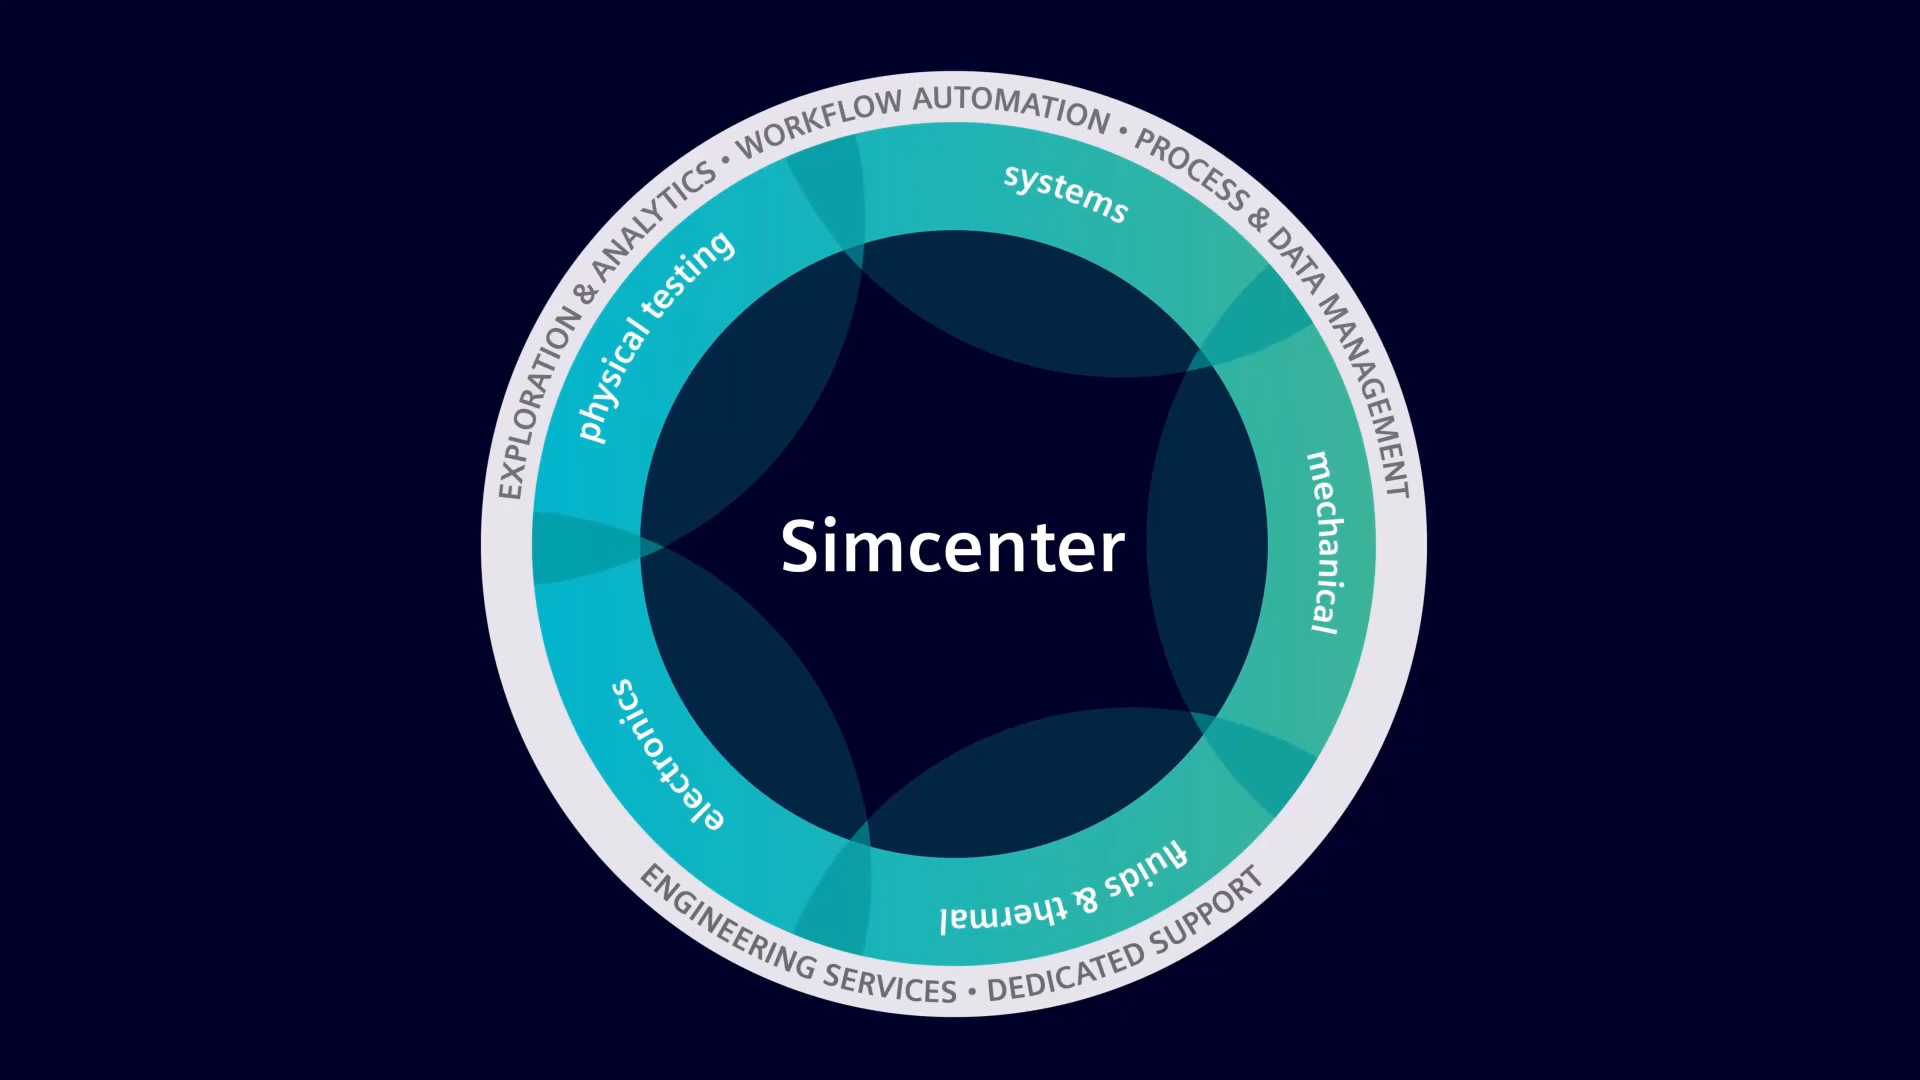 EXPLORATION & ANALYTICS • WORKFLOW AUTOMATION • PROCESS & DATA MANAGEMENT
systems
physical testing
mechanical
Simcenter
electronics
fluids & thermal
ENGINEERING SERVICES • DEDICATED SUPPORT